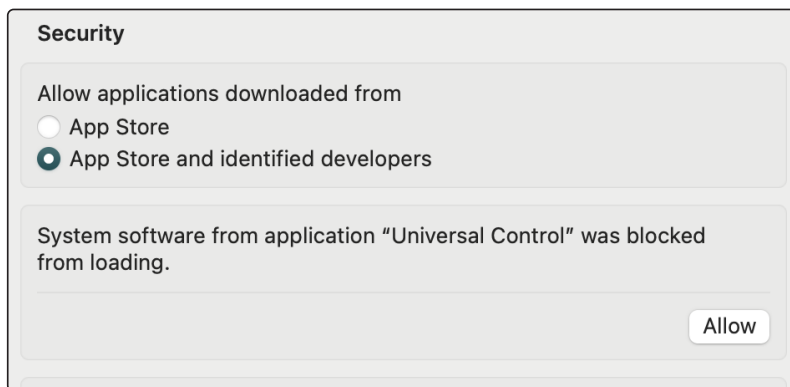 Security
Allow applications downloaded from
App Store
App Store and identified developers
System software from application “Universal Control” was blocked
from loading.
Allow